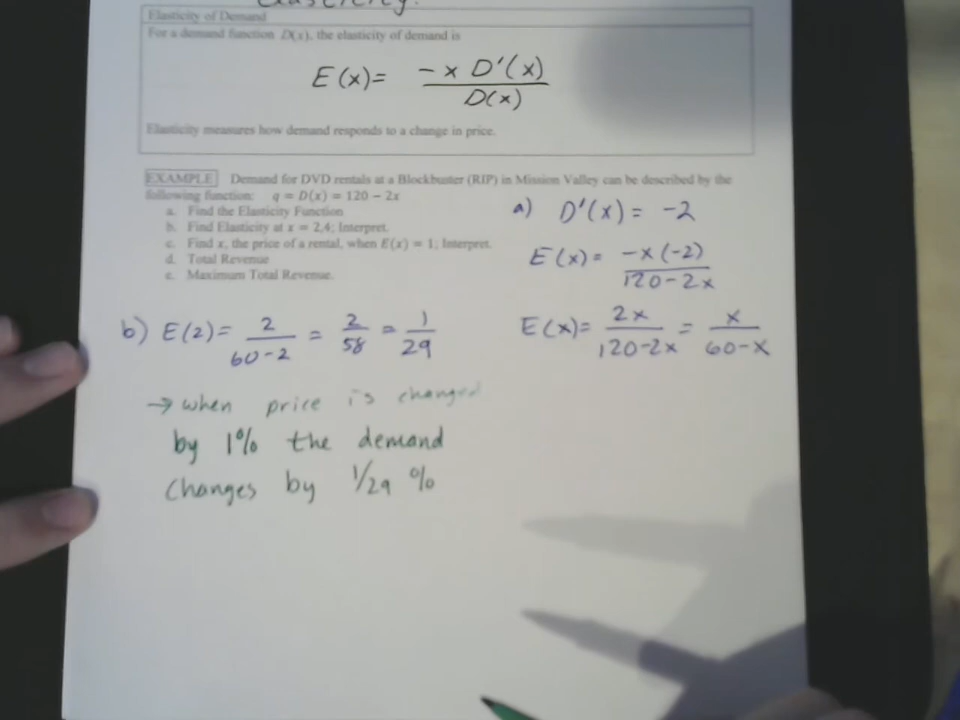 Elasticity.
Elasticity of Demand
For a demand function D(x), the elasticity of demand is
E(x)= -x D'(x) / D(x)
Elasticity measures how demand responds to a change in price.
EXAMPLE Demand for DVD rentals at a Blockbuster (RIP) in Mission Valley can be described by the
following function: q = D(x) = 120 − 2x
a. Find the Elasticity Function
b. Find Elasticity at x = 2,4; Interpret.
c. Find x, the price of a rental, when E(x) = 1; Interpret.
d. Total Revenue
e. Maximum Total Revenue.
a) D'(x) = -2
E(x) = -x(-2) / 120-2x
E(x) = 2x / 120-2x = x / 60-x
b) E(2) = 2 / 60-2 = 2 / 58 = 1 / 29
→ when price is changed
by 1% the demand
changes by 1/29 %